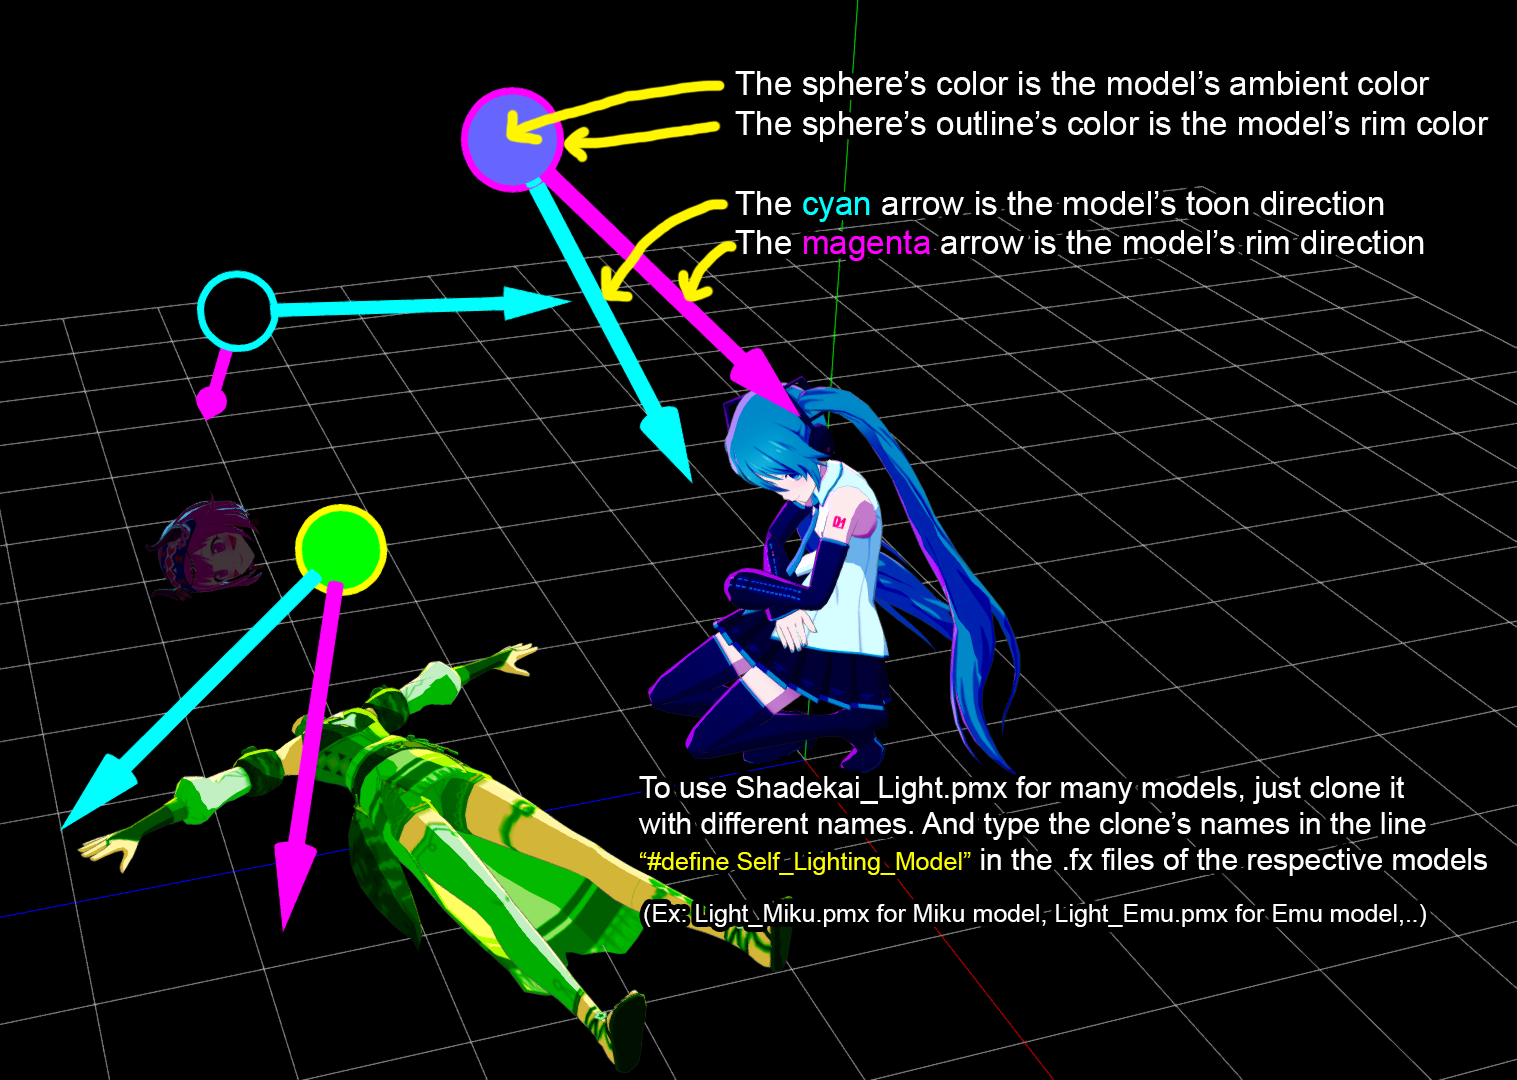 The sphere’s color is the model’s ambient color
The sphere’s outline’s color is the model’s rim color
The cyan arrow is the model’s toon direction
The magenta arrow is the model’s rim direction
01
To use Shadekai_Light.pmx for many models, just clone it
with different names. And type the clone’s names in the line
“#define Self_Lighting_Model” in the .fx files of the respective models
(Ex: Light_Miku.pmx for Miku model, Light_Emu.pmx for Emu model,..)